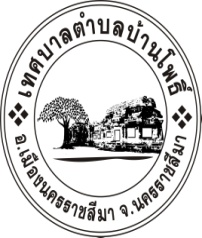 เทศบาลตำบลบ้านโพธิ์
อ.เมืองนครราชสีมา จ.นครราชสีมา